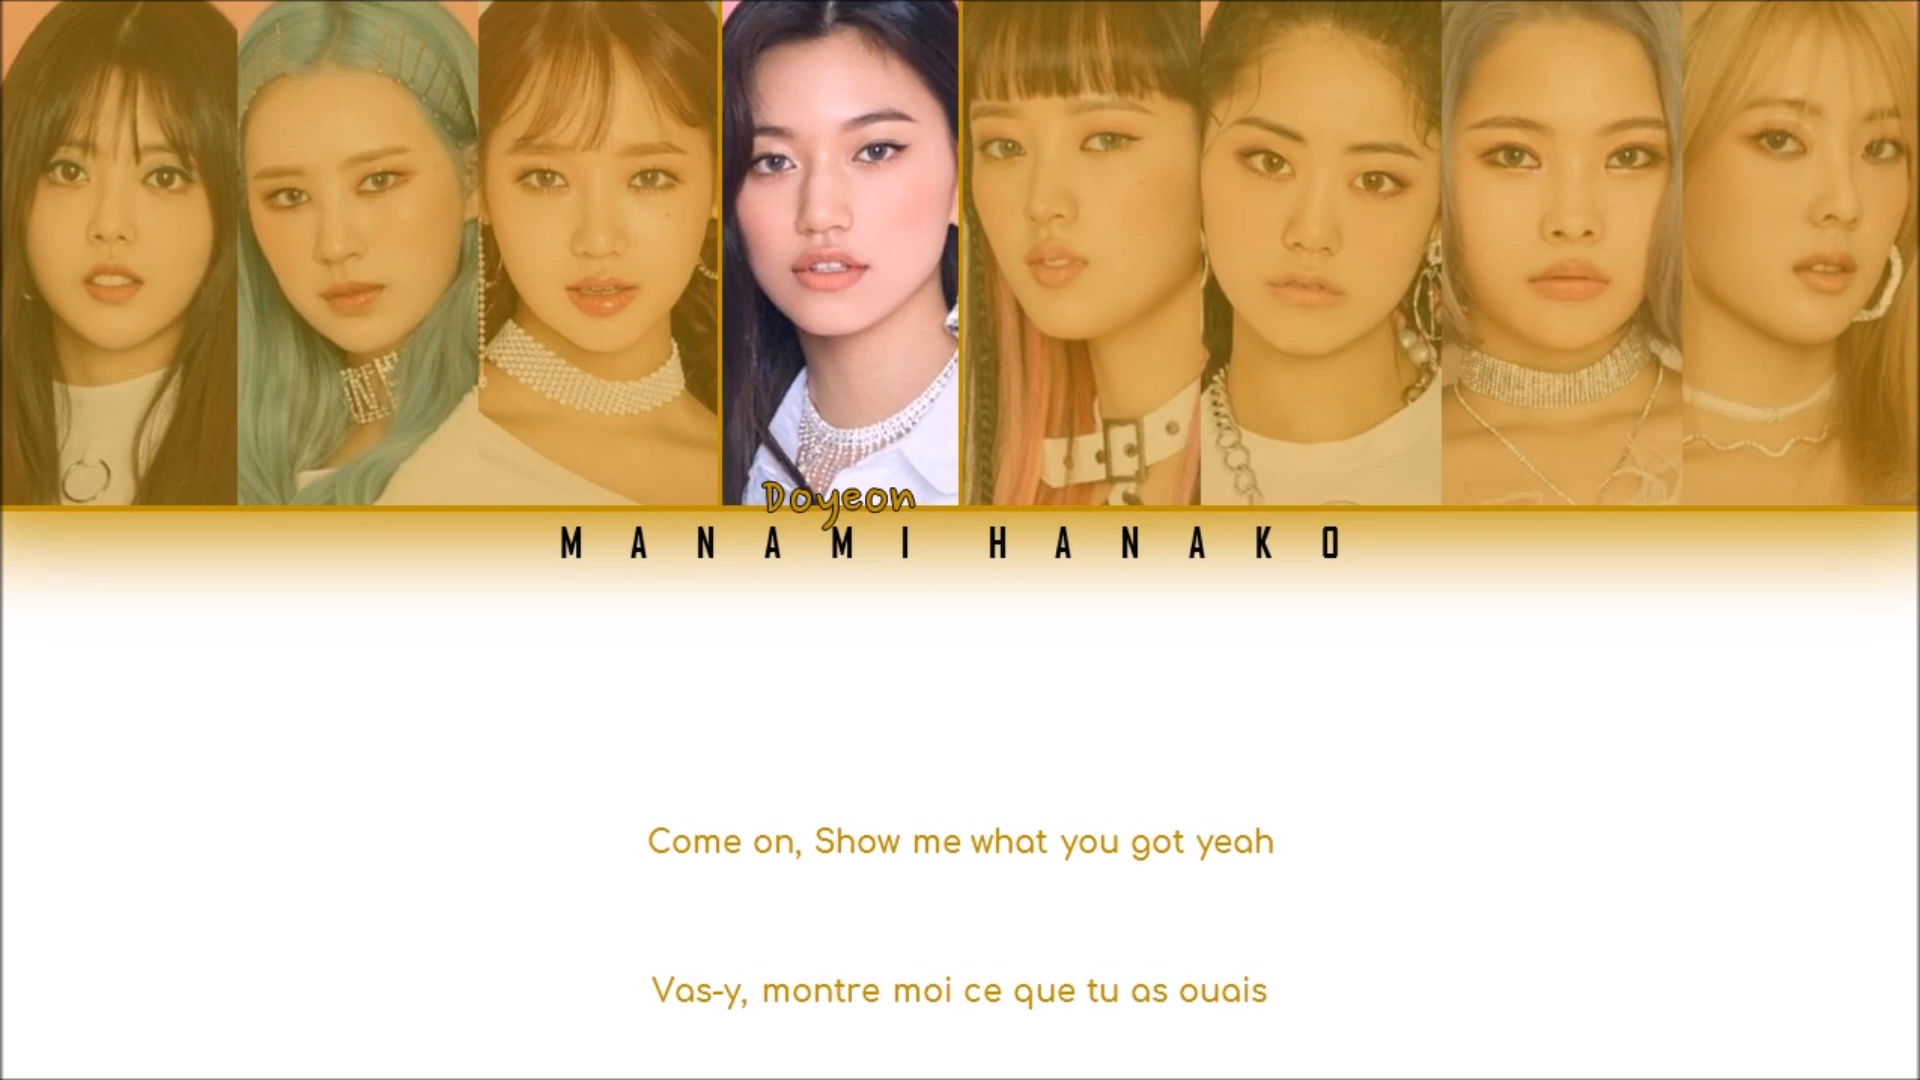 Doyeon
MANAMI HANAKO
Come on, Show me what you got yeah
Vas-y, montre moi ce que tu as ouais